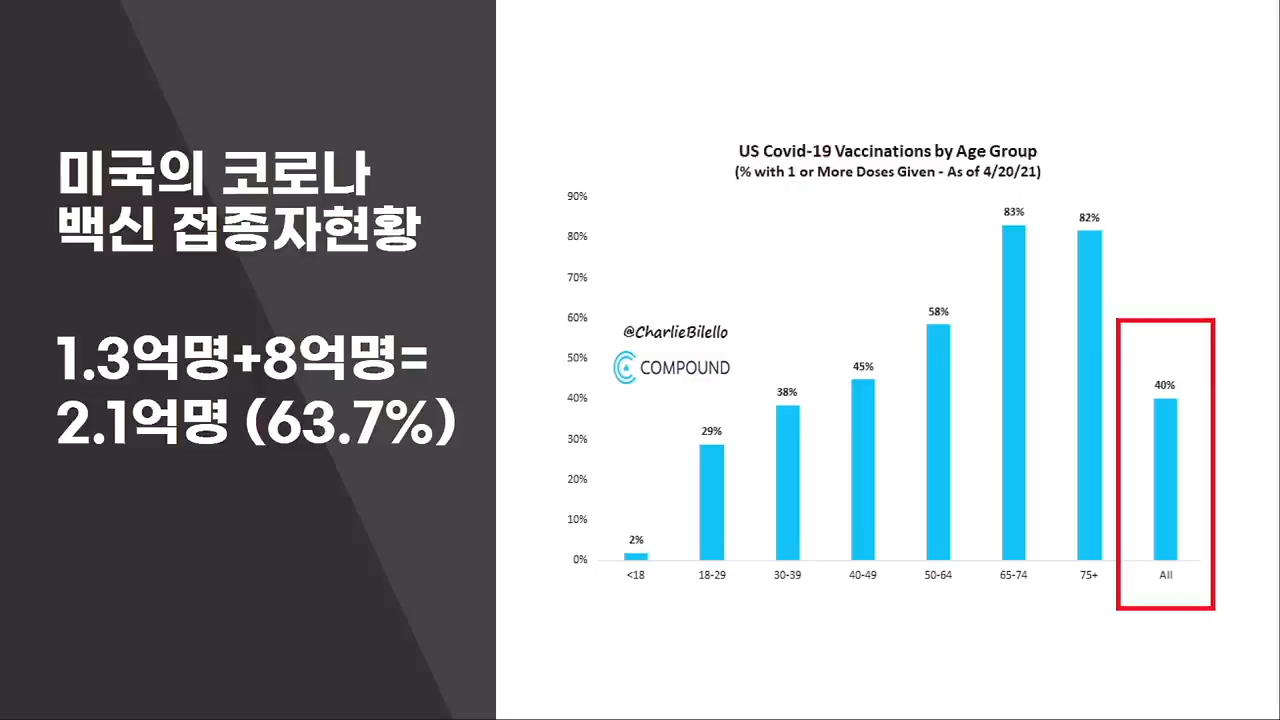 미국의 코로나
백신 접종자현황
1.3억명+8억명=
2.1억명 (63.7%)
US Covid-19 Vaccinations by Age Group
(% with 1 or More Doses Given - As of 4/20/21)
90%
80%
70%
60%
50%
40%
30%
20%
10%
0%
@CharlieBilello
COMPOUND
2%
29%
38%
45%
58%
83%
82%
40%
<18
18-29
30-39
40-49
50-64
65-74
75+
All